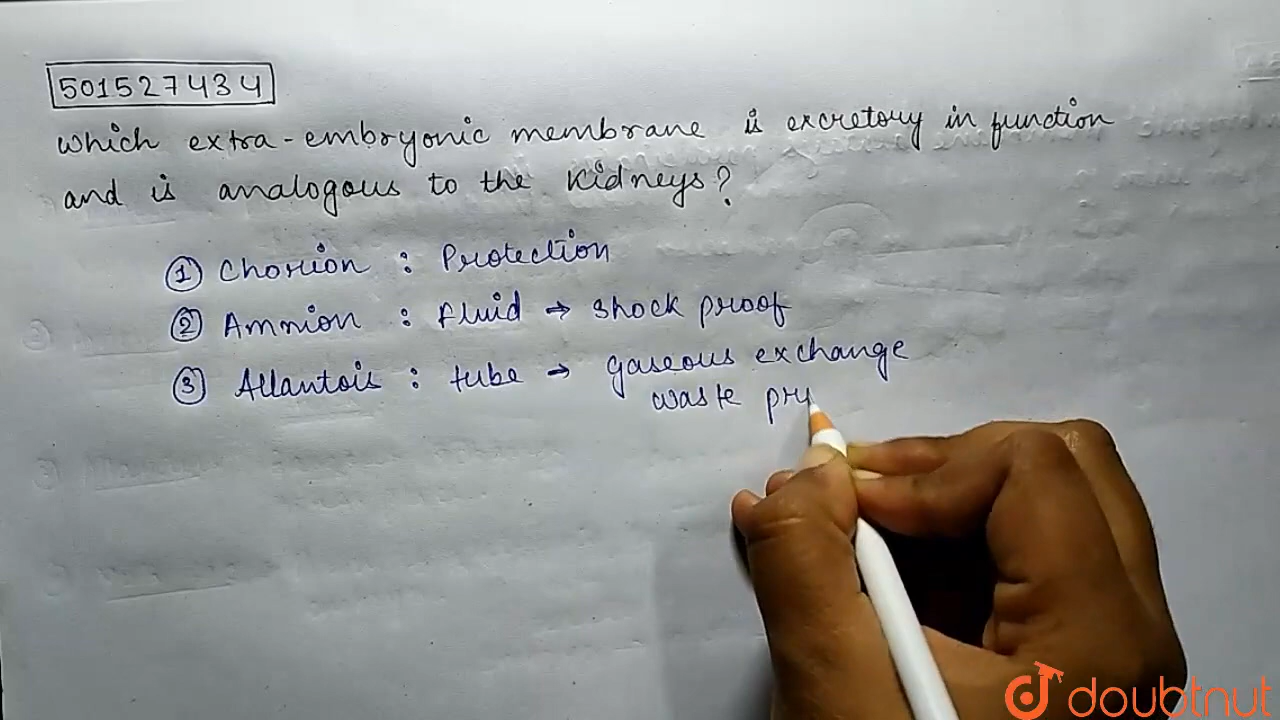 501527434
which extra-embryonic membrane is excretory in function
and is analogous to the kidneys?
① Chorion : Protection
② Amnion : fluid → shock proof
③ Allantois : tube → gaseous exchange
waste pr
doubtnut